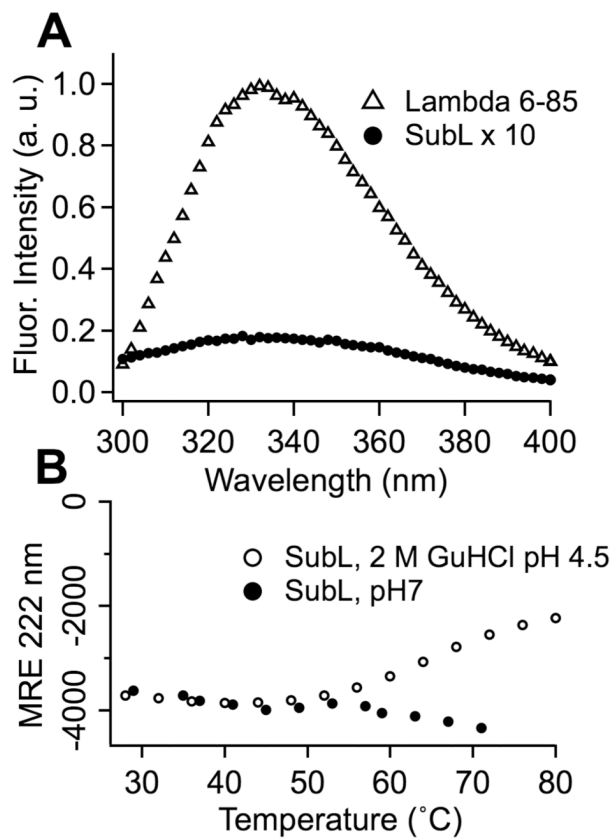 A
Fluor. Intensity (a. u.)
1.0
0.8
0.6
0.4
0.2
0.0
Lambda 6-85
SubL x 10
300 320 340 360 380 400
Wavelength (nm)
B
MRE 222 nm
0
-2000
-4000
SubL, 2 M GuHCl pH 4.5
SubL, pH7
30 40 50 60 70 80
Temperature (˚C)